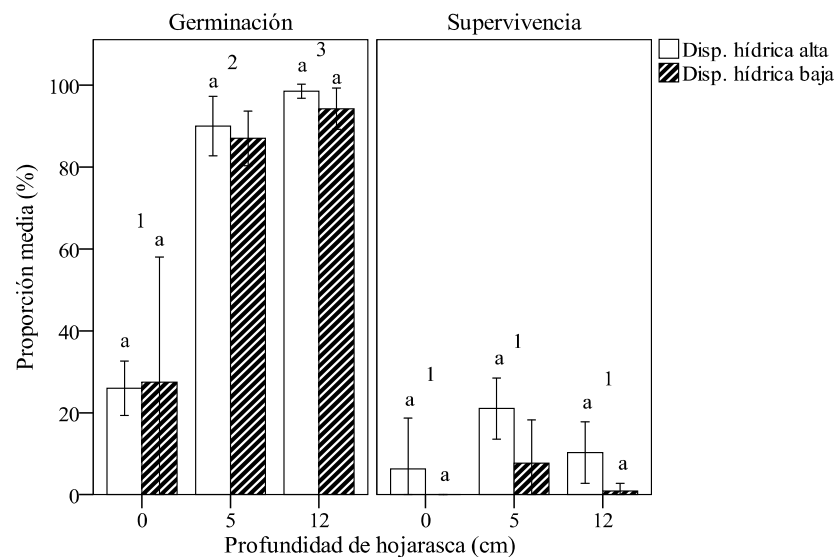 Germinación
Supervivencia
Disp. hídrica alta
Disp. hídrica baja
Proporción media (%)
100
80
60
40
20
0
a
1
a
a
2
a
3
a
a
1
a
a
1
a
1
a
0
5
12
0
5
12
Profundidad de hojarasca (cm)